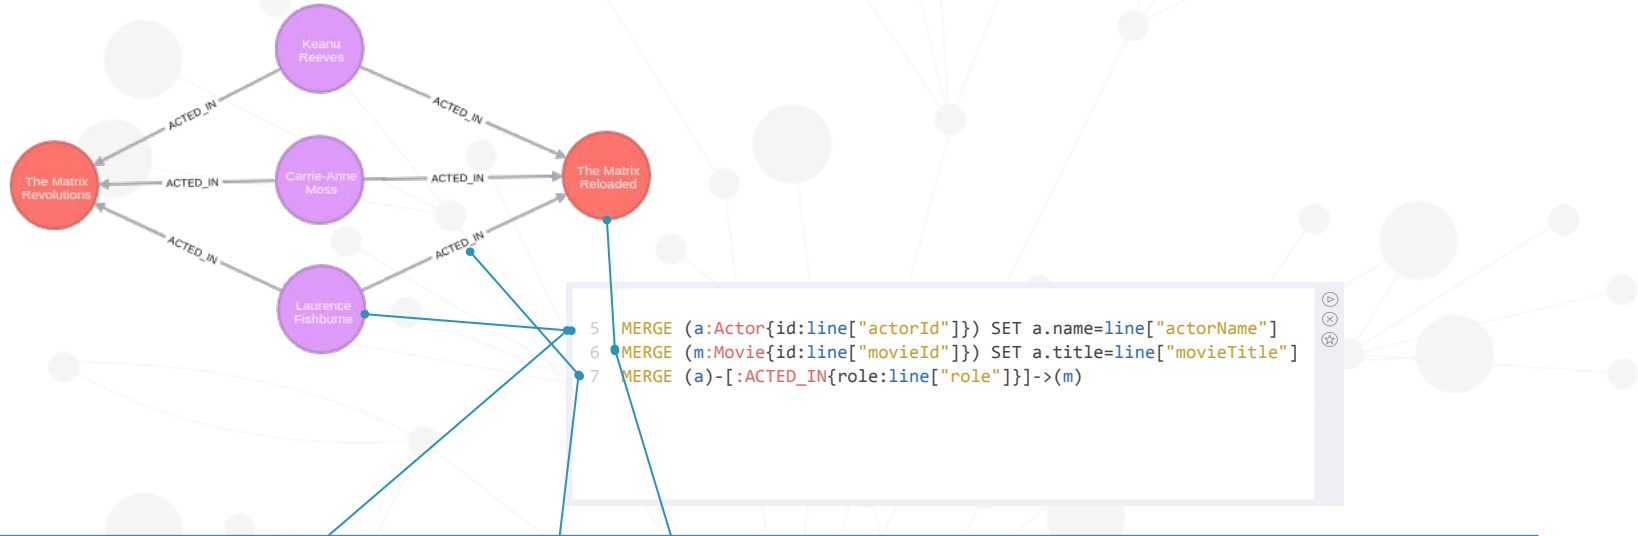 Keanu
Reeves
ACTED_IN
ACTED_IN
The Matrix
Revolutions
ACTED_IN
Carrie-Anne
Moss
ACTED_IN
The Matrix
Reloaded
ACTED_IN
ACTED_IN
Laurence
Fishburne
5 MERGE (a:Actor{id:line["actorId"]}) SET a.name=line["actorName"]
6 MERGE (m:Movie{id:line["movieId"]}) SET a.title=line["movieTitle"]
7 MERGE (a)-[:ACTED_IN{role:line["role"]}]->(m)